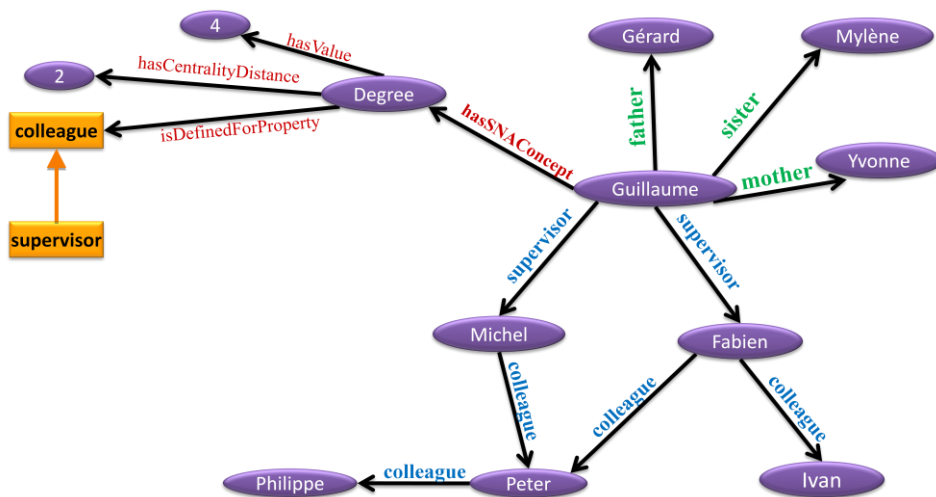 4
hasValue
Gérard
Mylène
hasCentralityDistance
2
Degree
colleague
isDefinedForProperty
hasSNAConcept
father
sister
Yvonne
mother
Guillaume
supervisor
supervisor
supervisor
Michel
Fabien
colleague
colleague
colleague
Philippe
colleague
Peter
Ivan